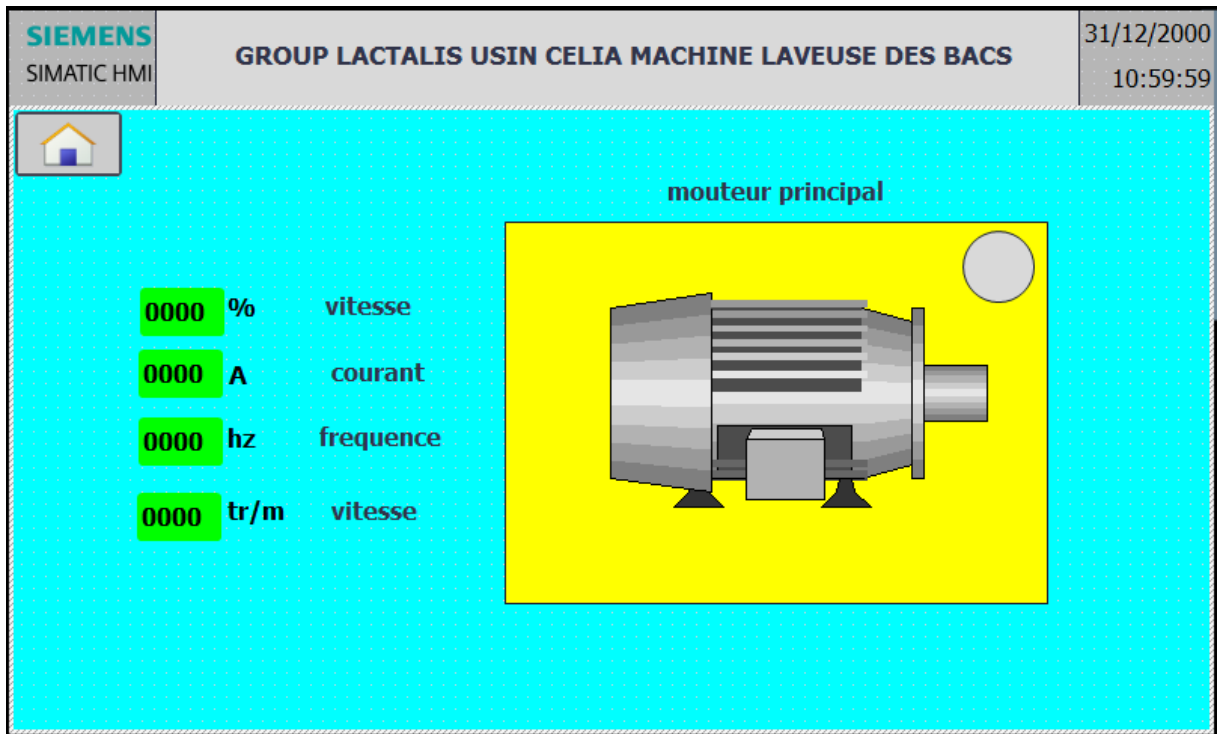 SIEMENS
SIMATIC HMI
GROUP LACTALIS USIN CELIA MACHINE LAVEUSE DES BACS
31/12/2000
10:59:59
mouteur principal
0000 % vitesse
0000 A courant
0000 hz frequence
0000 tr/m vitesse